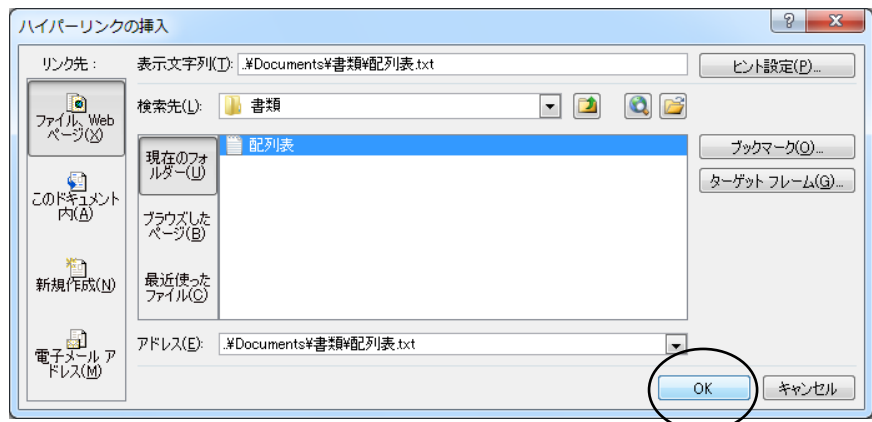 ハイパーリンクの挿入
リンク先：
表示文字列(T): .¥Documents¥書類¥配列表.txt
ヒント設定(P)...
ファイル、Web
ページ(X)
検索先(L):
書類
現在のフォ
ルダー(U)
配列表
ブックマーク(O)...
ターゲット フレーム(G)...
このドキュメント
内(A)
ブラウズした
ページ(B)
新規作成(N)
最近使った
ファイル(C)
電子メール ア
ドレス(M)
アドレス(E):
.¥Documents¥書類¥配列表.txt
OK
キャンセル